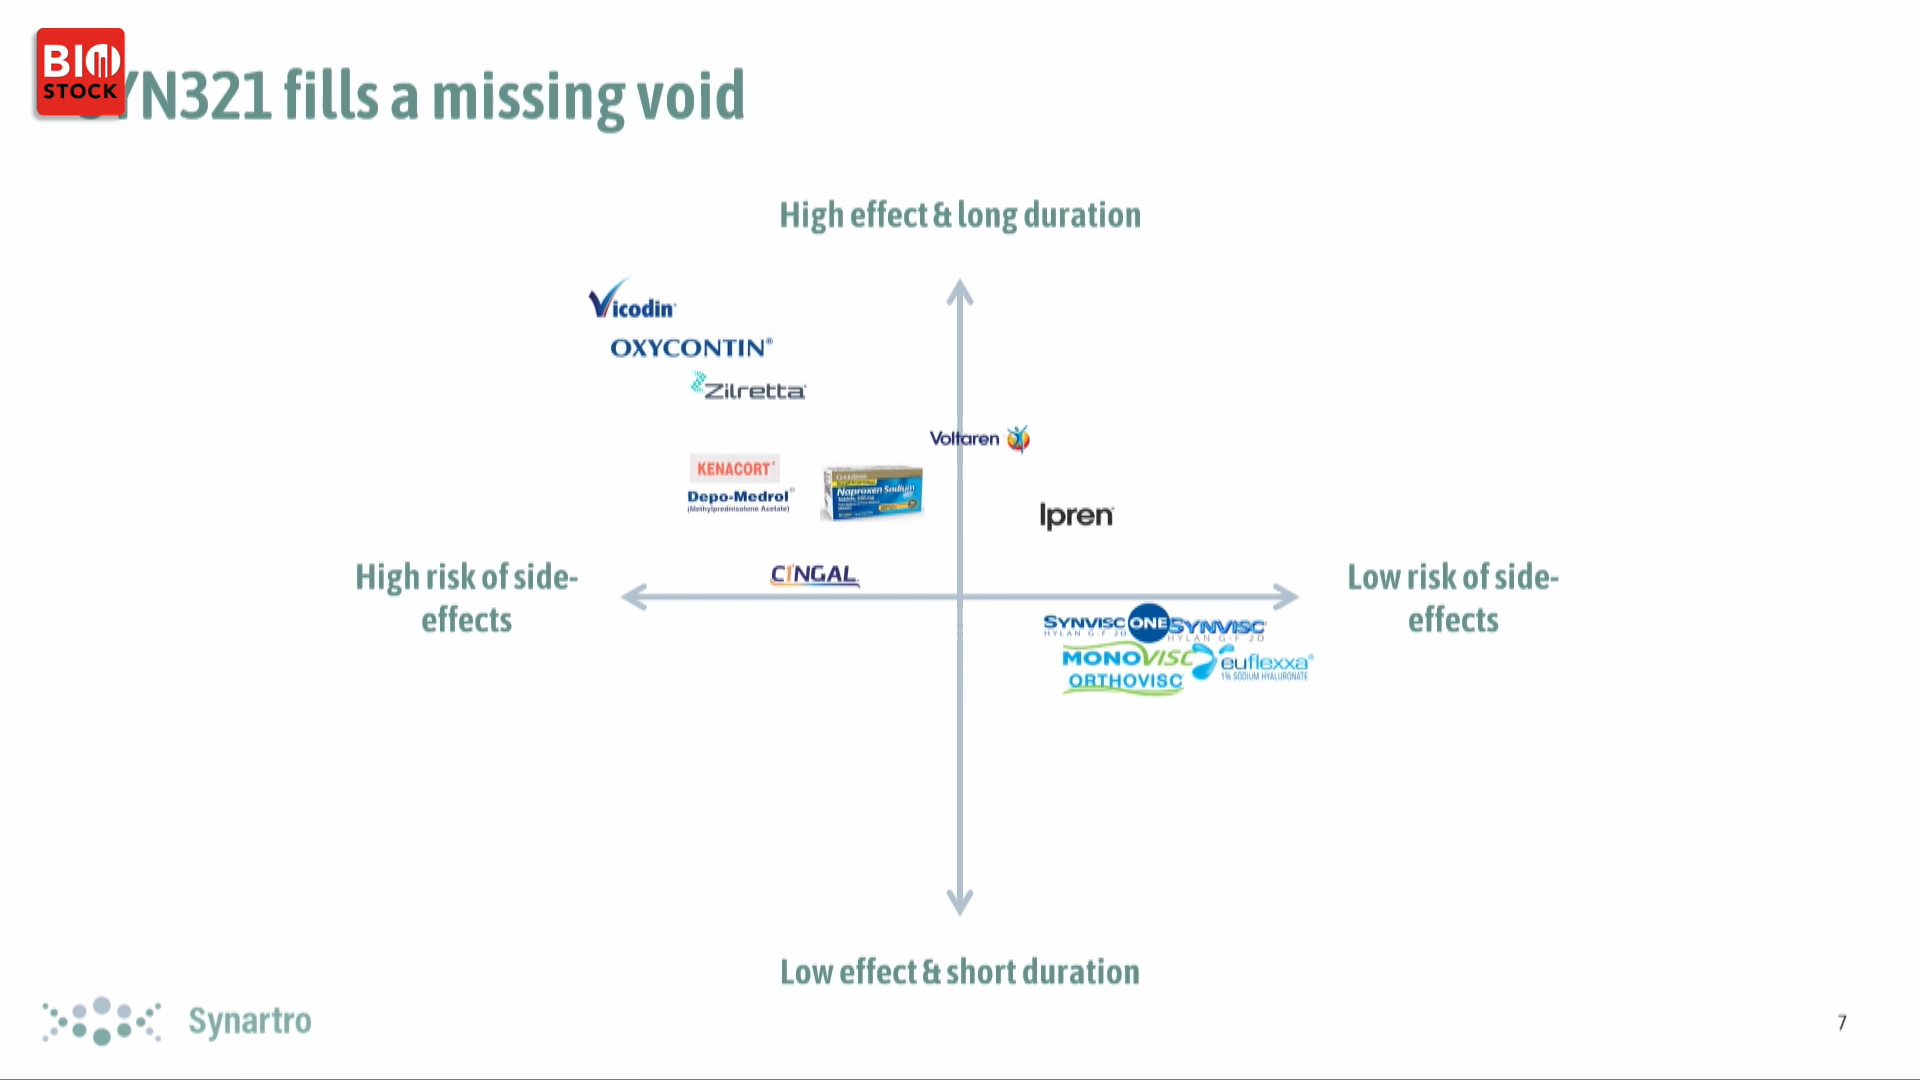 BIO
STOCK
SYN321 fills a missing void
High effect & long duration
Vicodin®
OXYCONTIN®
Zilretta®
Voltaren
KENACORT®
Depo-Medrol®
(Methylprednisolone Acetate)
Naproxen Sodium
Ipren
CINGAL
High risk of side-
effects
Low risk of side-
effects
SYNVISC ONE
HYLAN G-F 20
SYNVISC
HYLAN G-F 20
MONOVISC
euflexxa®
1% SODIUM HYALURONATE
ORTHOVISC
Low effect & short duration
Synartro
7